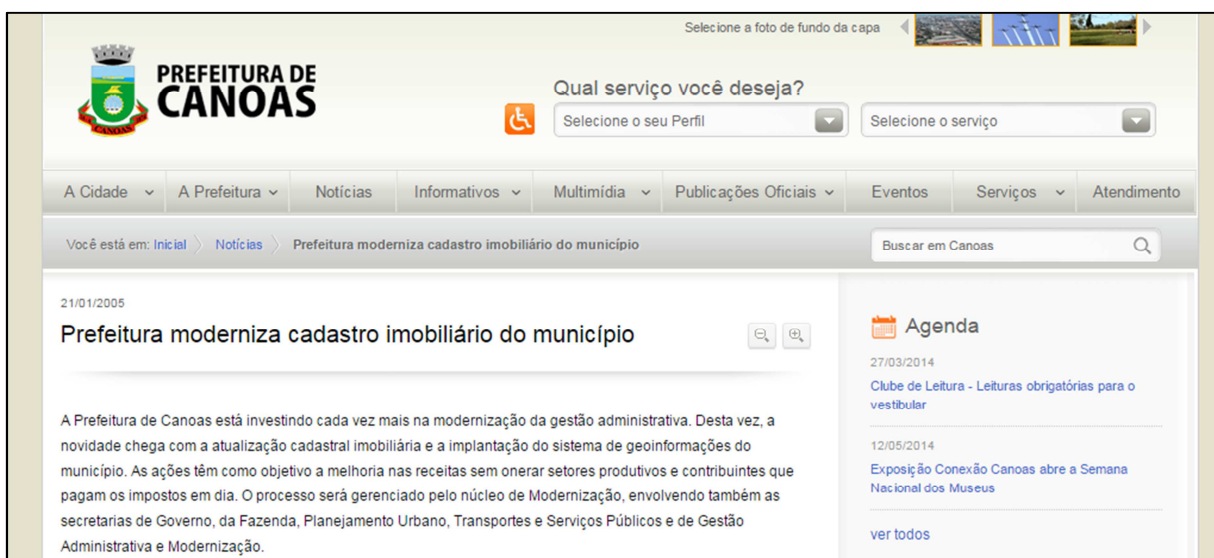 Selecione a foto de fundo da capa
PREFEITURA DE
CANOAS
CANOAS
Qual serviço você deseja?
Selecione o seu Perfil
Selecione o serviço
A Cidade
A Prefeitura
Notícias
Informativos
Multimídia
Publicações Oficiais
Eventos
Serviços
Atendimento
Você está em: Inicial
Notícias
Prefeitura moderniza cadastro imobiliário do município
Buscar em Canoas
21/01/2005
Prefeitura moderniza cadastro imobiliário do município
A Prefeitura de Canoas está investindo cada vez mais na modernização da gestão administrativa. Desta vez, a
novidade chega com a atualização cadastral imobiliária e a implantação do sistema de geoinformações do
município. As ações têm como objetivo a melhoria nas receitas sem onerar setores produtivos e contribuintes que
pagam os impostos em dia. O processo será gerenciado pelo núcleo de Modernização, envolvendo também as
secretarias de Governo, da Fazenda, Planejamento Urbano, Transportes e Serviços Públicos e de Gestão
Administrativa e Modernização.
Agenda
27/03/2014
Clube de Leitura - Leituras obrigatórias para o
vestibular
12/05/2014
Exposição Conexão Canoas abre a Semana
Nacional dos Museus
ver todos